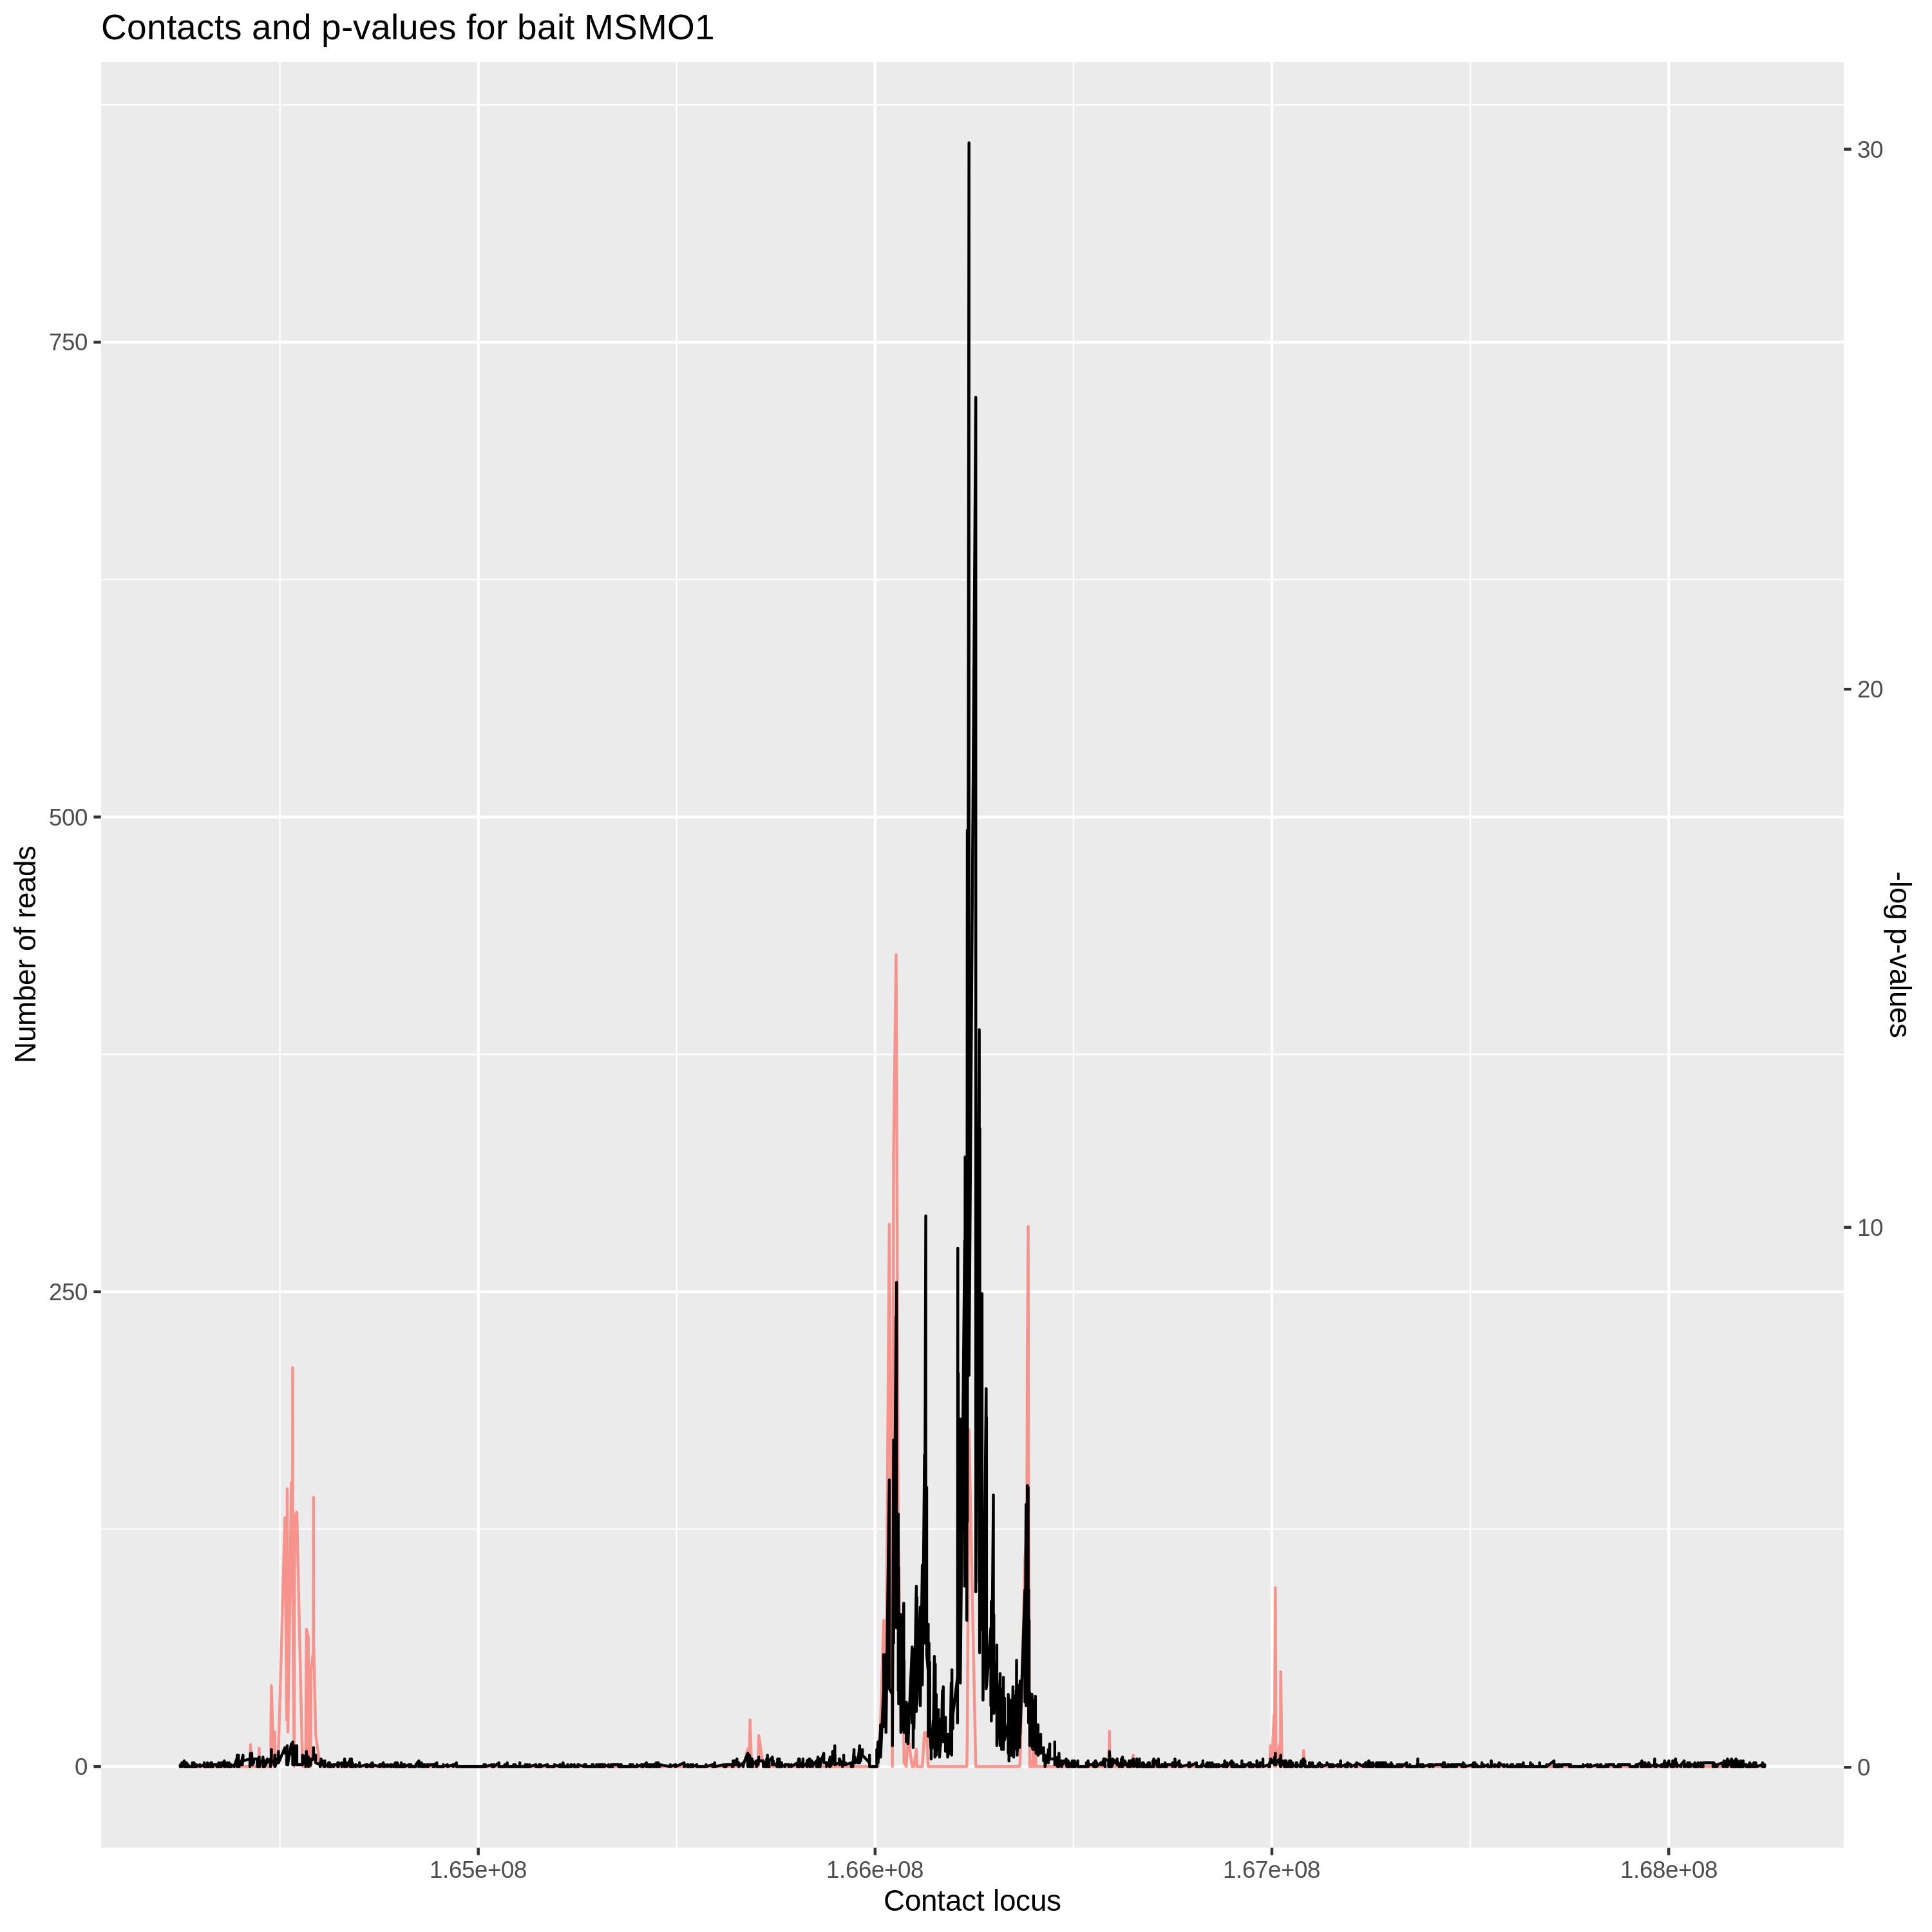 Contacts and p-values for bait MSMO1
Number of reads
750
500
250
0
30
20
10
0
-log p-values
1.65e+08
1.66e+08
1.67e+08
1.68e+08
Contact locus